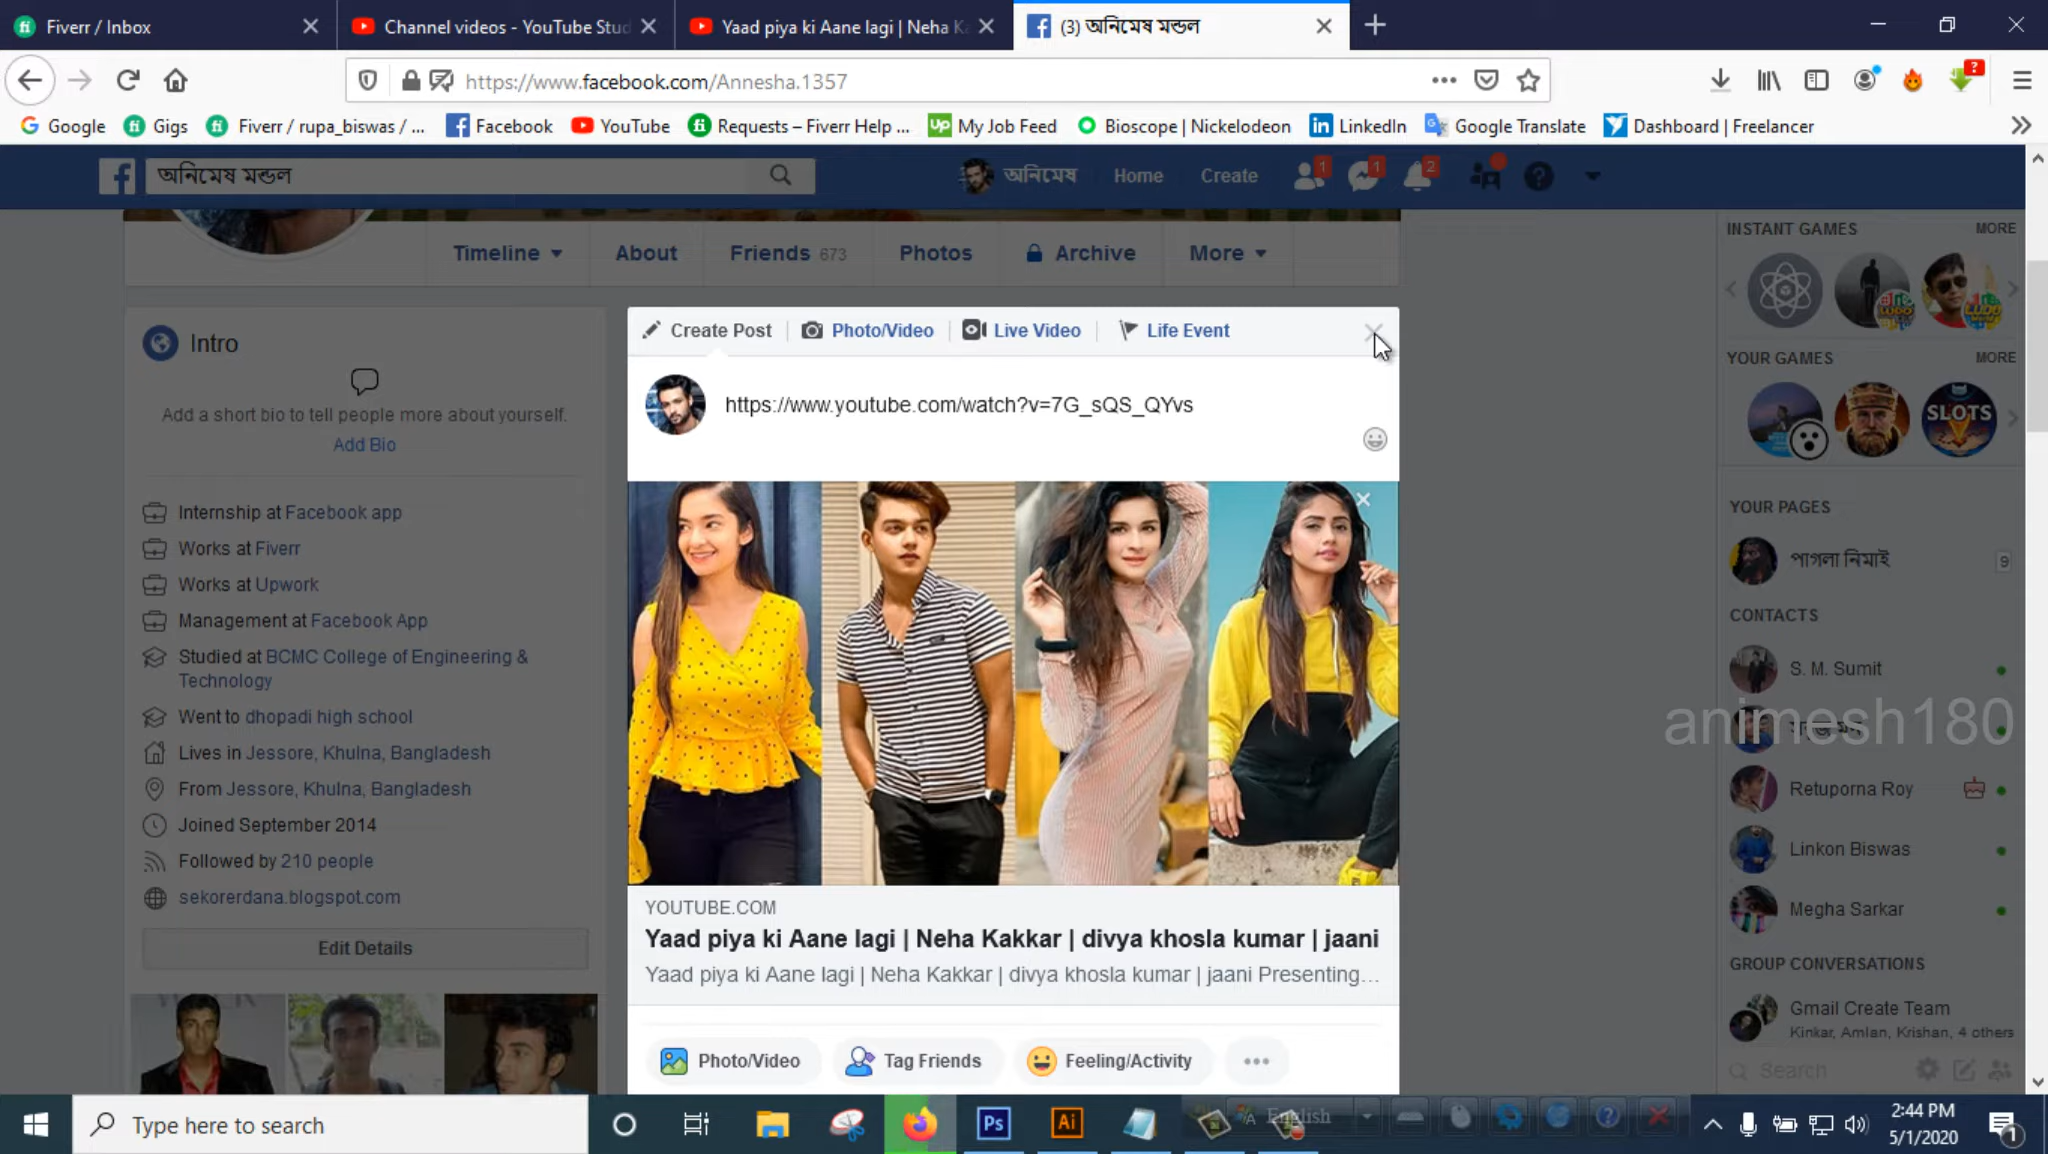 Fiverr / Inbox
Channel videos - YouTube Stud
Yaad piya ki Aane lagi | Neha Ka
(3) অনিমেষ মন্ডল
https://www.facebook.com/Annesha.1357
Google
Gigs
Fiverr / rupa_biswas / ...
Facebook
YouTube
Requests – Fiverr Help ...
My Job Feed
Bioscope | Nickelodeon
LinkedIn
Google Translate
Dashboard | Freelancer
অনিমেষ মন্ডল
অনিমেষ
Home
Create
1
1
2
Timeline
About
Friends 673
Photos
Archive
More
INSTANT GAMES
MORE
YOUR GAMES
MORE
SLOTS
Intro
Add a short bio to tell people more about yourself.
Add Bio
Internship at Facebook app
Works at Fiverr
Works at Upwork
Management at Facebook App
Studied at BCMC College of Engineering &
Technology
Went to dhopadi high school
Lives in Jessore, Khulna, Bangladesh
From Jessore, Khulna, Bangladesh
Joined September 2014
Followed by 210 people
sekorerdana.blogspot.com
Edit Details
Create Post
Photo/Video
Live Video
Life Event
https://www.youtube.com/watch?v=7G_sQS_QYvs
YOUTUBE.COM
Yaad piya ki Aane lagi | Neha Kakkar | divya khosla kumar | jaani
Yaad piya ki Aane lagi | Neha Kakkar | divya khosla kumar | jaani Presenting...
Photo/Video
Tag Friends
Feeling/Activity
YOUR PAGES
পাগলা নিমাই
9
CONTACTS
S. M. Sumit
animesh180
Retuporna Roy
Linkon Biswas
Megha Sarkar
GROUP CONVERSATIONS
Gmail Create Team
Kinkar, Amlan, Krishan, 4 others
Search
Type here to search
Ps
Ai
English
2:44 PM
5/1/2020
1